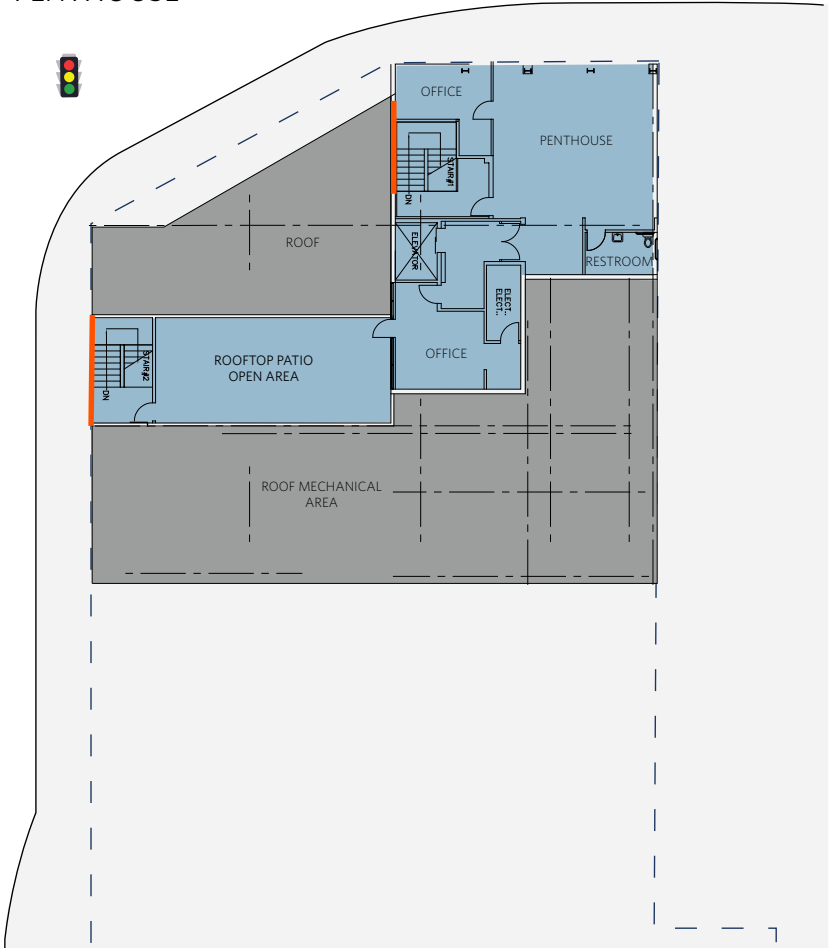 PENTHOUSE
OFFICE
PENTHOUSE
STAIR#1
DN
ROOF
ELEVATOR
RESTROOM
ELECT..
ELECT..
OFFICE
ROOFTOP PATIO
OPEN AREA
STAIR#2
DN
ROOF MECHANICAL
AREA